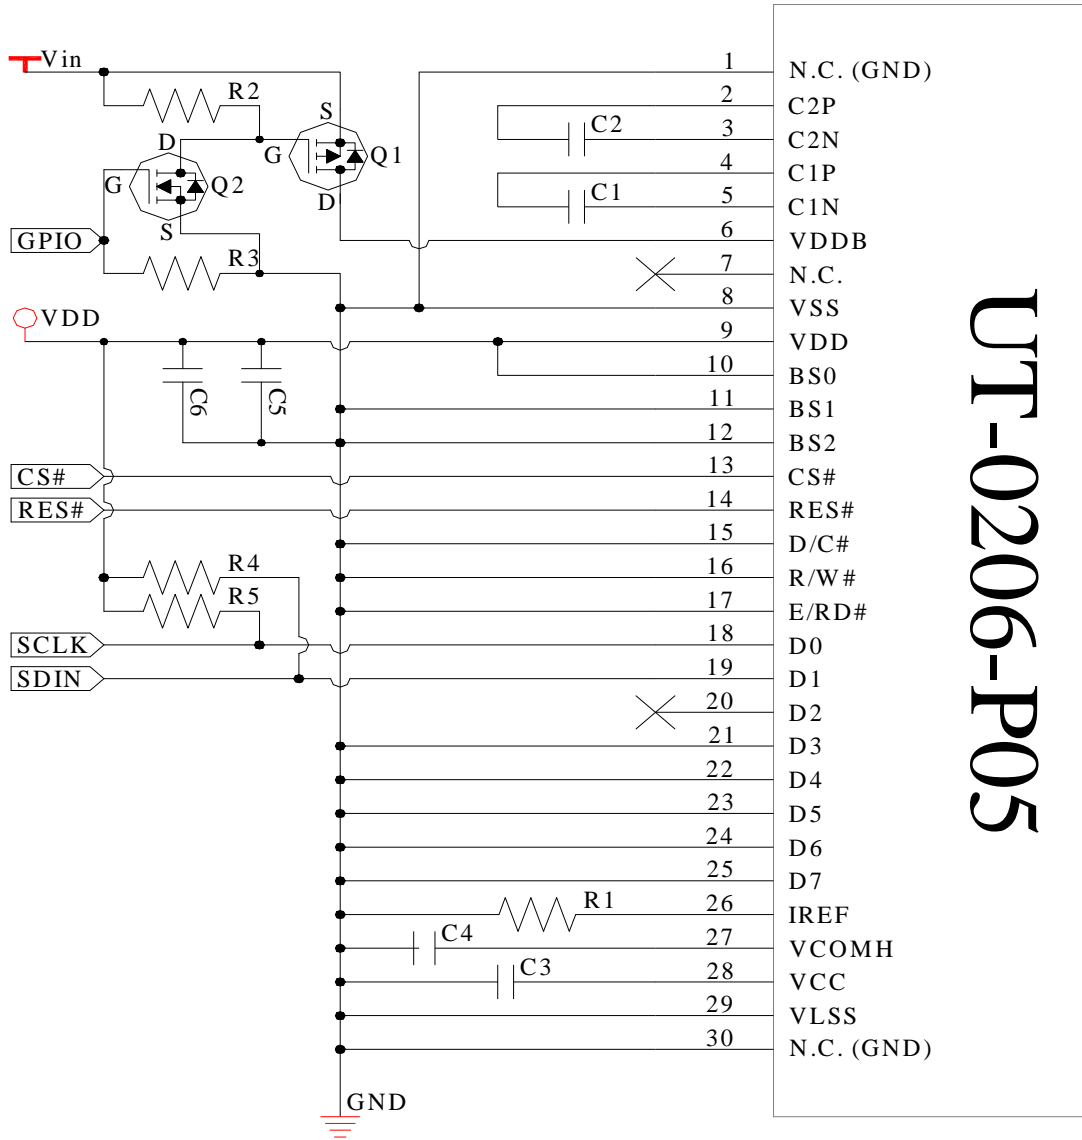 Vin
R2
S
D
G
Q1
G
Q2
D
S
GPIO
R3
VDD
C6
C5
CS#
RES#
R4
R5
SCLK
SDIN
C2
C1
R1
C4
C3
GND
1 N.C. (GND)
2 C2P
3 C2N
4 C1P
5 C1N
6 VDDB
7 N.C.
8 VSS
9 VDD
10 BS0
11 BS1
12 BS2
13 CS#
14 RES#
15 D/C#
16 R/W#
17 E/RD#
18 D0
19 D1
20 D2
21 D3
22 D4
23 D5
24 D6
25 D7
26 IREF
27 VCOMH
28 VCC
29 VLSS
30 N.C. (GND)
UT-0206-P05